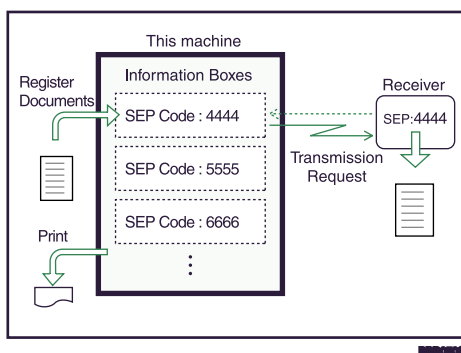 This machine
Information Boxes
Register
Documents
SEP Code : 4444
SEP Code : 5555
SEP Code : 6666
Print
Receiver
SEP:4444
Transmission
Request